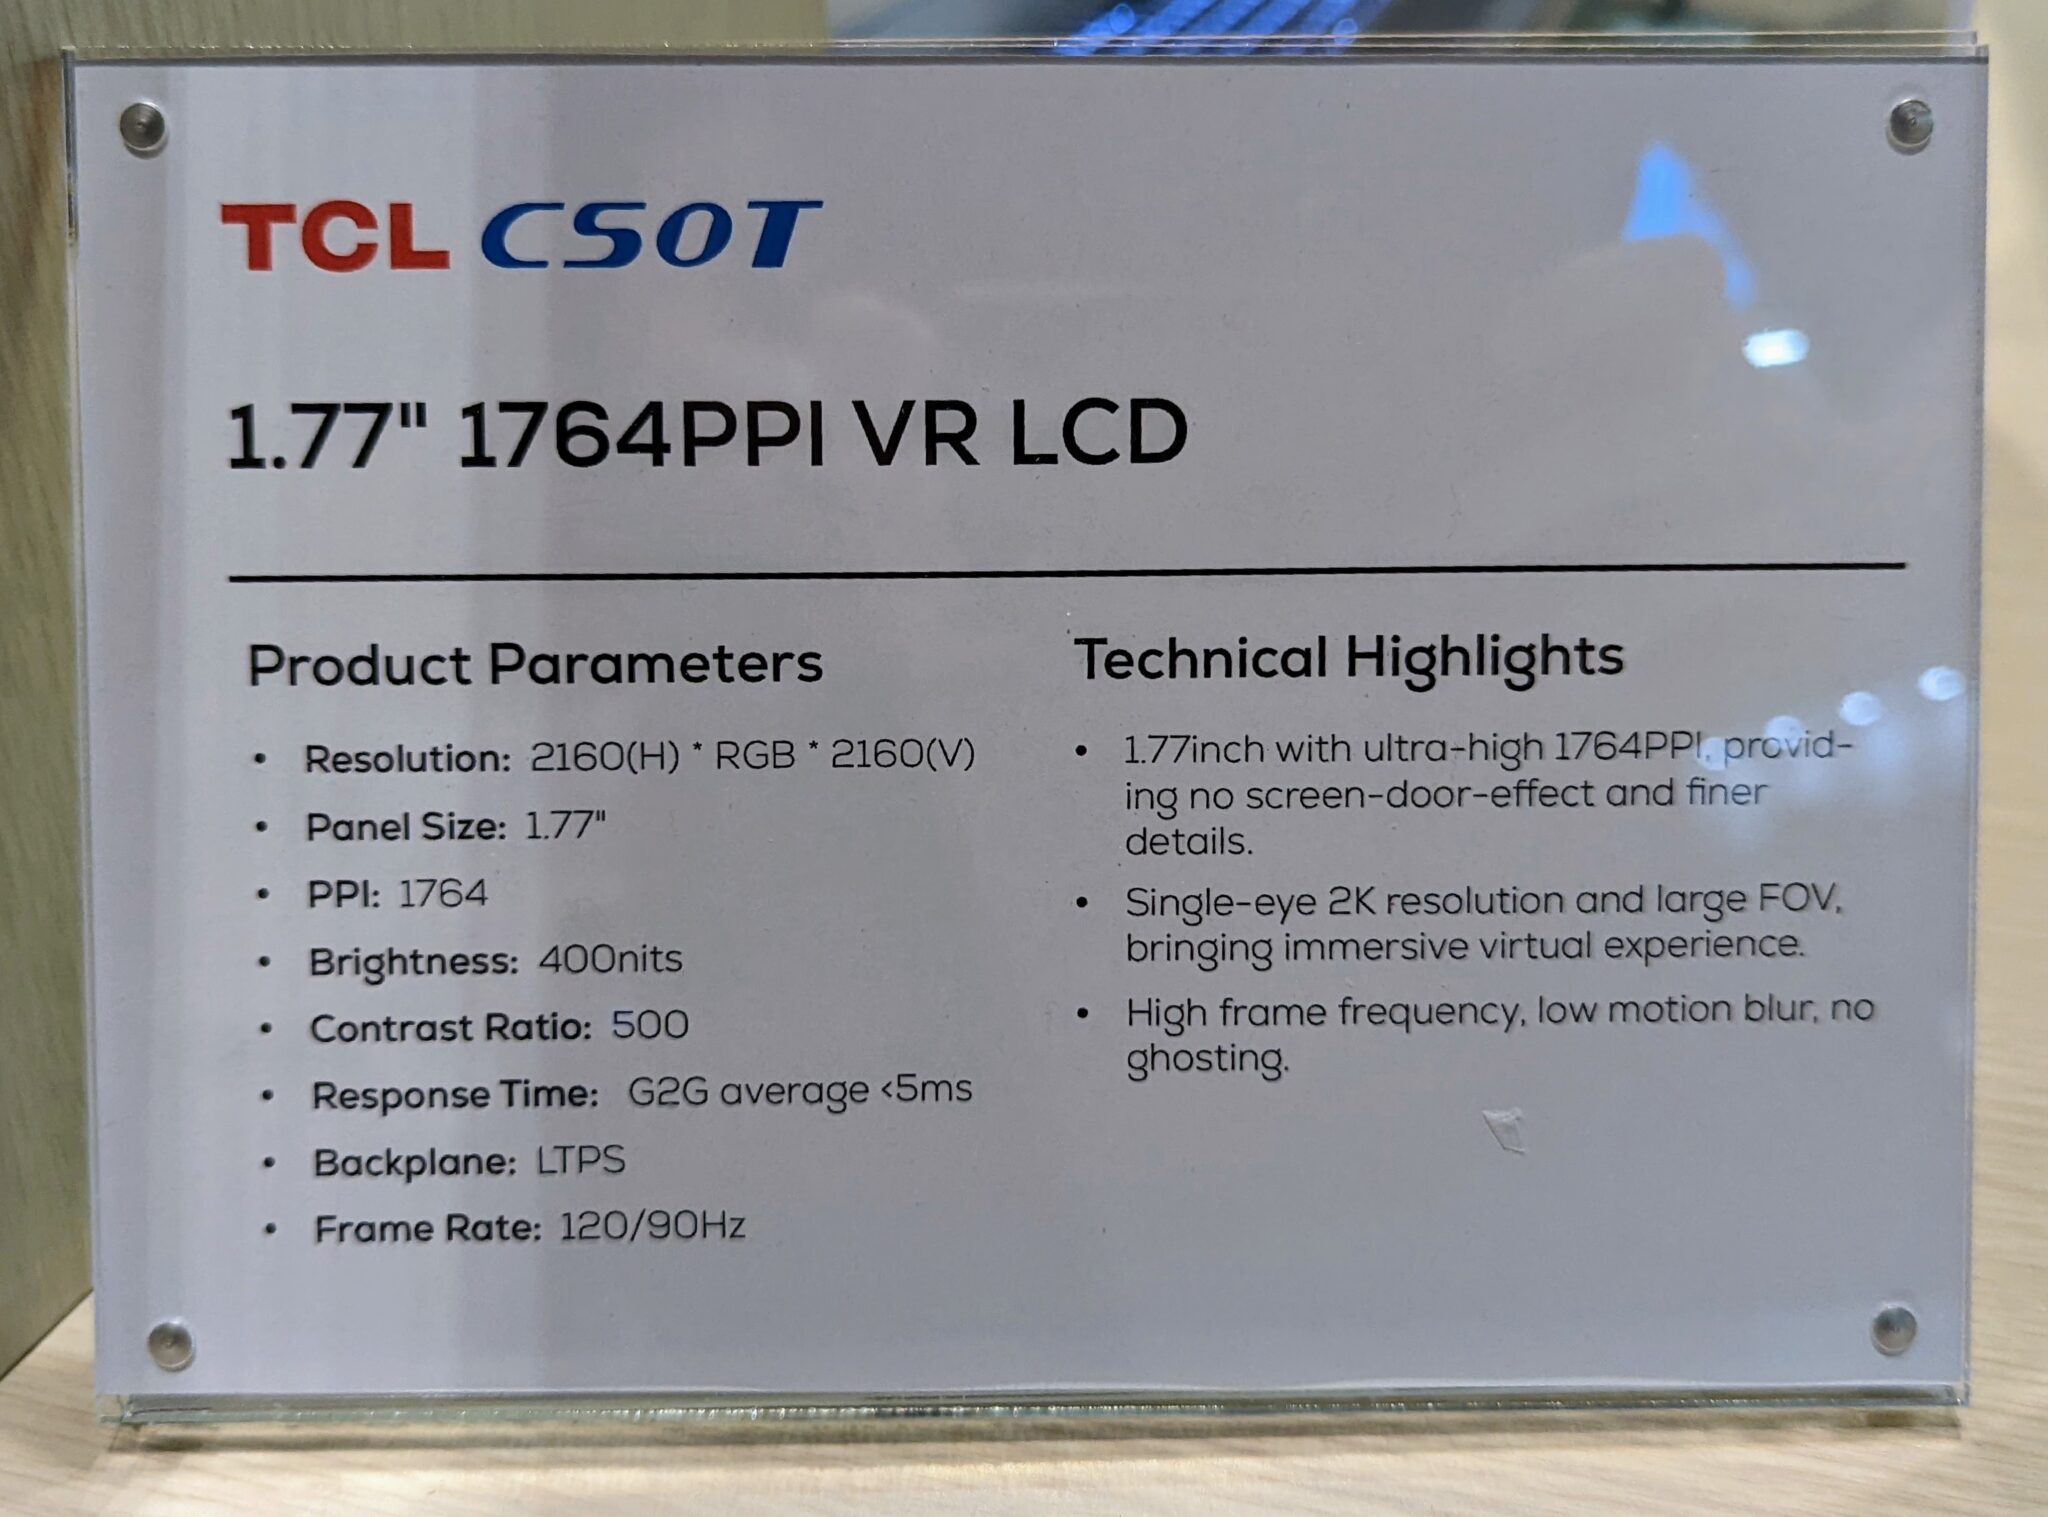 TCL CSOT
1.77" 1764PPI VR LCD
Product Parameters
• Resolution: 2160(H) * RGB * 2160(V)
• Panel Size: 1.77"
• PPI: 1764
• Brightness: 400nits
• Contrast Ratio: 500
• Response Time: G2G average <5ms
• Backplane: LTPS
• Frame Rate: 120/90Hz
Technical Highlights
• 1.77inch with ultra-high 1764PPI, provid-
ing no screen-door-effect and finer
details.
• Single-eye 2K resolution and large FOV,
bringing immersive virtual experience.
• High frame frequency, low motion blur, no
ghosting.